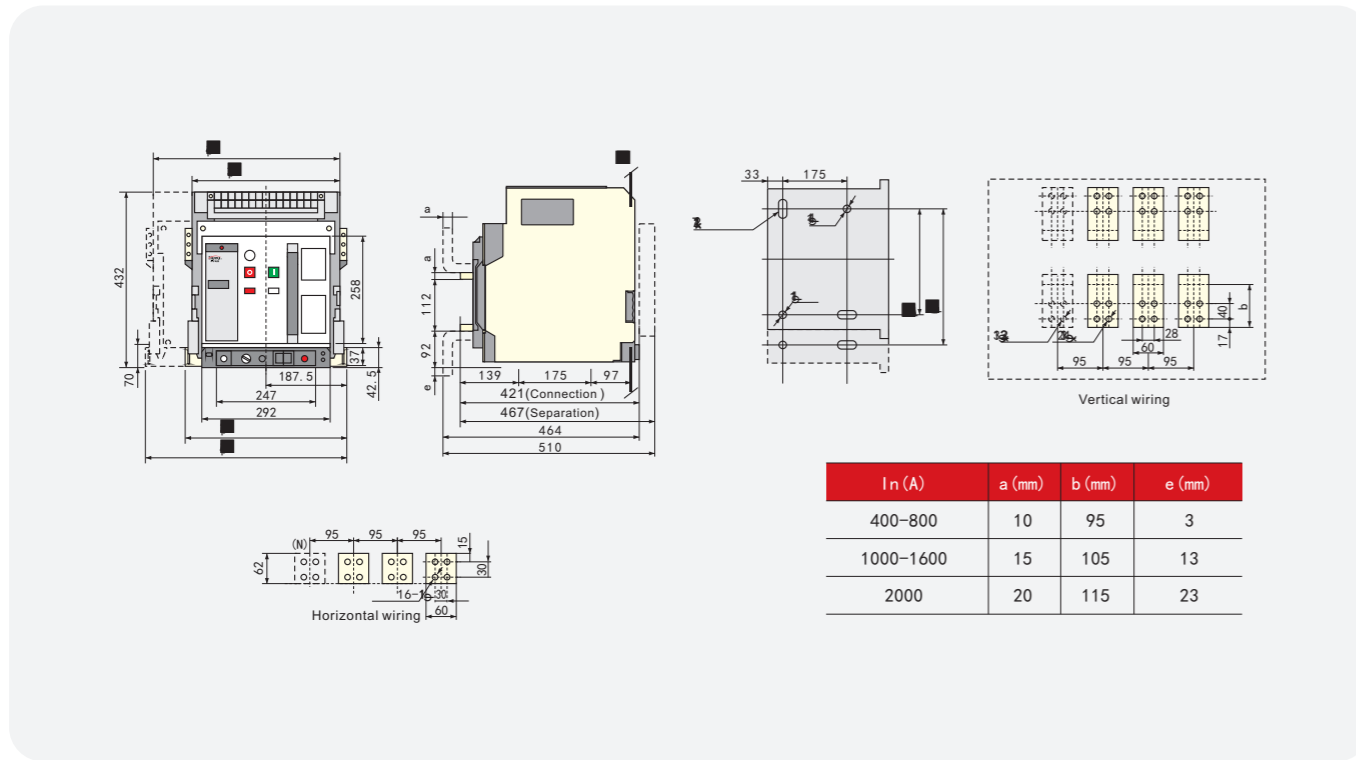 432
70
258
37
42.5
187.5
247
292
a
a
112
92
e
139 175 97
421(Connection)
467(Separation)
464
510
33 175
b
40
17
28
60
95 95 95
Vertical wiring
(N) 95 95 95
15
62
30
30
60
Horizontal wiring
In(A) a(mm) b(mm) e(mm)
400-800 10 95 3
1000-1600 15 105 13
2000 20 115 23